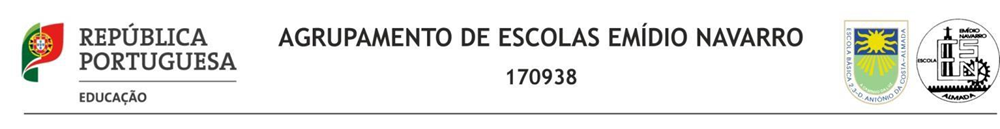 REPÚBLICA
PORTUGUESA
EDUCAÇÃO
AGRUPAMENTO DE ESCOLAS EMÍDIO NAVARRO
170938
ESCOLA BÁSICA 2,3-D. ANTÓNIO DA COSTA-ALMADA
EMÍDIO
NAVARRO
ESCOLA
ALMADA